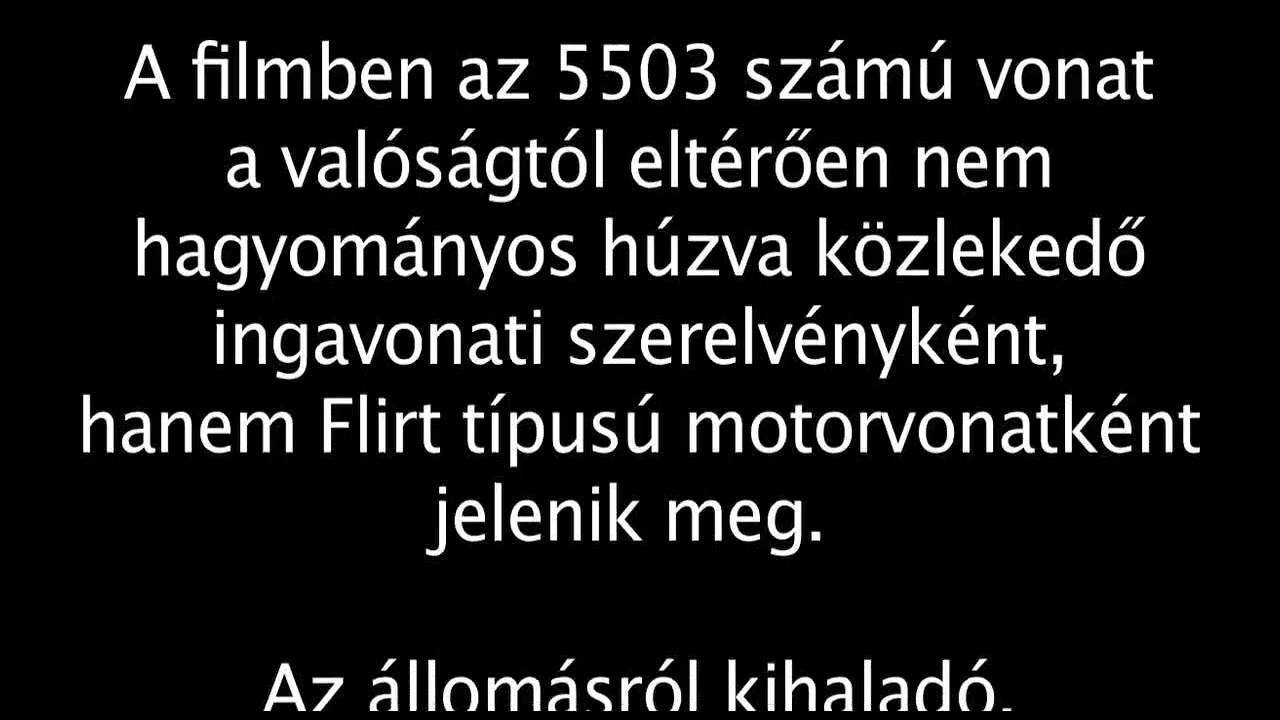 A filmben az 5503 számú vonat
a valóságtól eltérően nem
hagyományos húzva közlekedő
ingavonati szerelvényként,
hanem Flirt típusú motorvonatként
jelenik meg.
Az állomásról kihaladó,